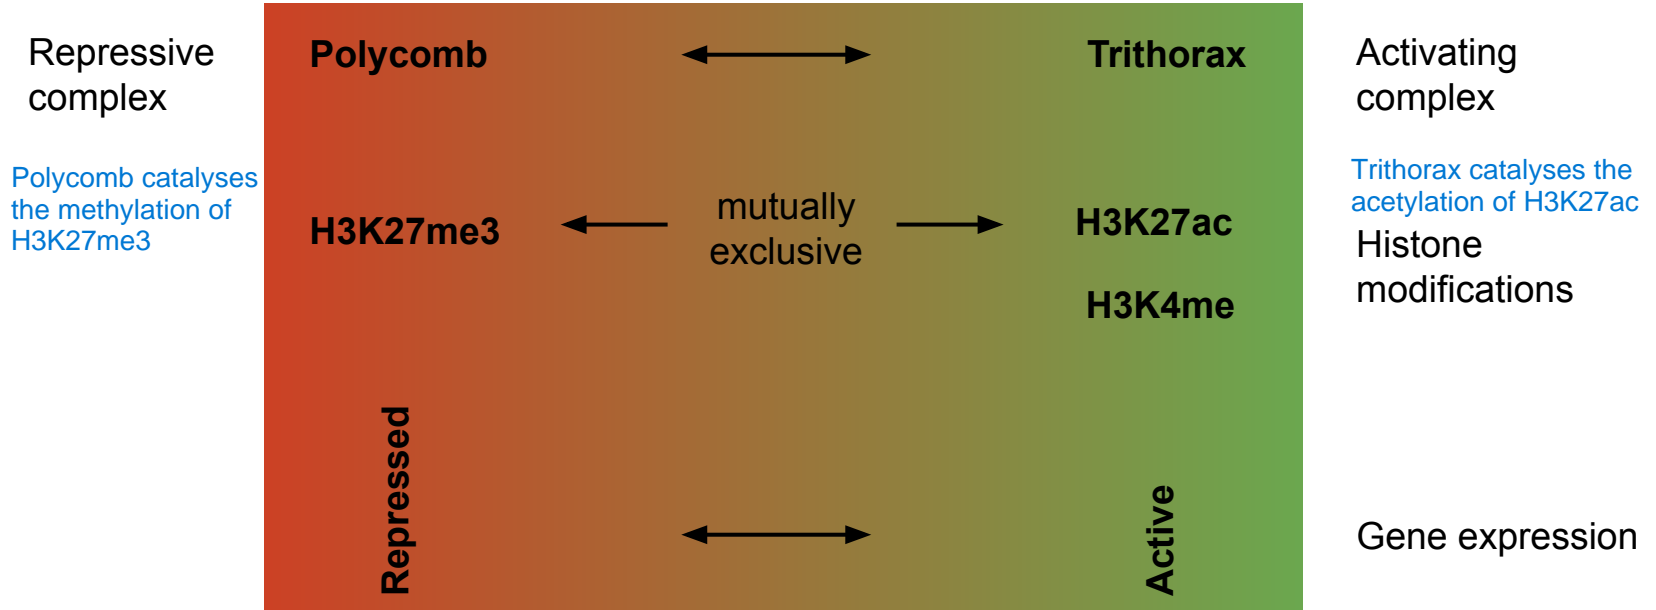 Repressive
complex
Polycomb
Trithorax
Activating
complex
Polycomb catalyses
the methylation of
H3K27me3
H3K27me3
mutually
exclusive
H3K27ac
H3K4me
Trithorax catalyses the
acetylation of H3K27ac
Histone
modifications
Repressed
Active
Gene expression